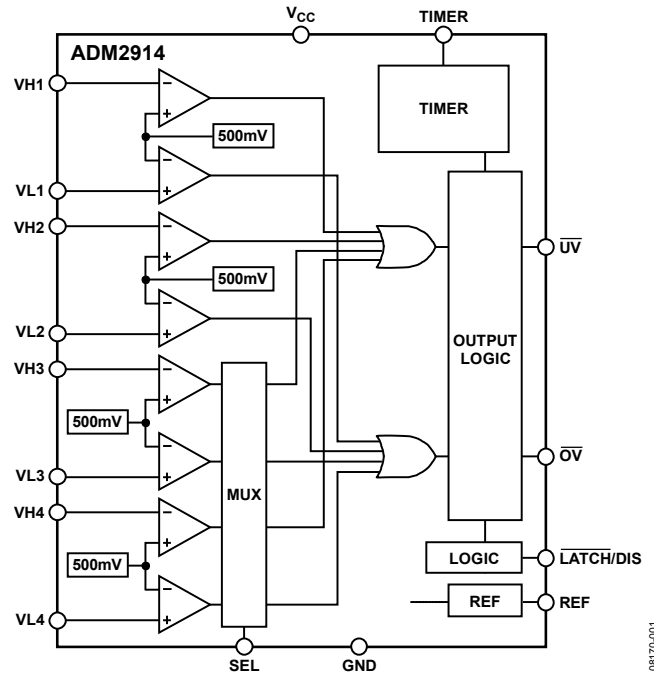 VCC
TIMER
ADM2914
VH1
TIMER
500mV
VL1
VH2
UV
500mV
OUTPUT
LOGIC
VL2
VH3
500mV
OV
MUX
VL3
VH4
LOGIC
LATCH/DIS
500mV
REF
REF
VL4
SEL
GND
08170-001